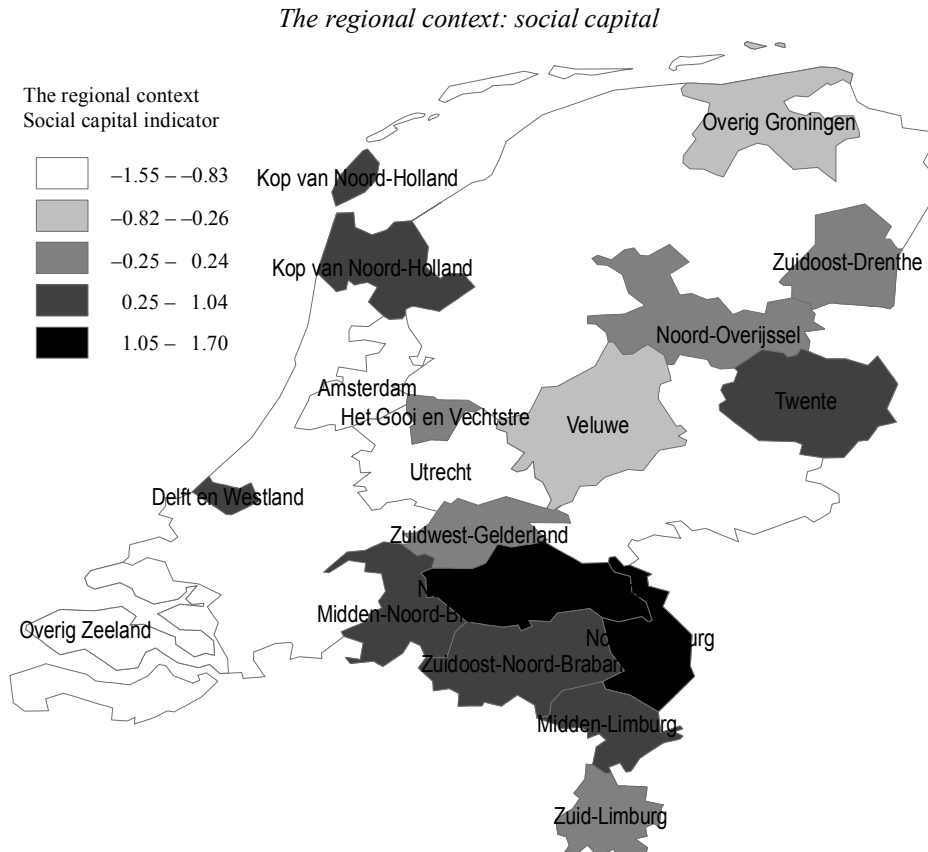 The regional context: social capital
The regional context
Social capital indicator
–1.55 – –0.83
–0.82 – –0.26
–0.25 – 0.24
0.25 – 1.04
1.05 – 1.70
Overig Groningen
Kop van Noord-Holland
Zuidoost-Drenthe
Kop van Noord-Holland
Noord-Overijssel
Amsterdam
Twente
Het Gooi en Vechtstre
Veluwe
Utrecht
Delft en Westland
Zuidwest-Gelderland
Midden-Noord-B
Overig Zeeland
Zuidoost-Noord-Braban
Midden-Limburg
Zuid-Limburg